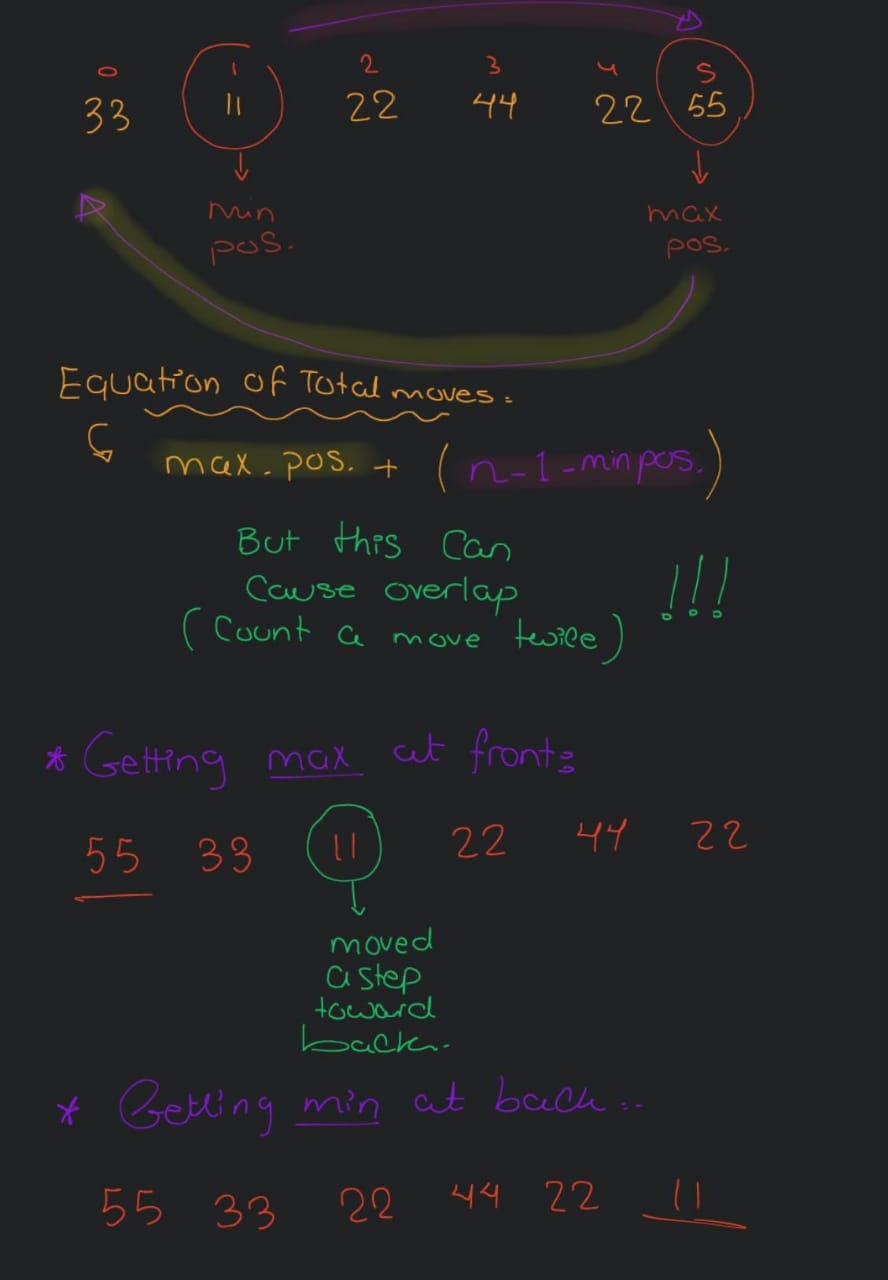 0 1 2 3 4 5
33 11 22 44 22 55
min pos.
max pos.
Equation of Total moves:
max. pos. + (n-1-min pos.)
But this Can
Cause overlap !!!
(Count a move twice)
* Getting max at front:
55 33 11 22 44 22
moved
a step
toward
back.
* Getting min at back :-
55 33 22 44 22 11